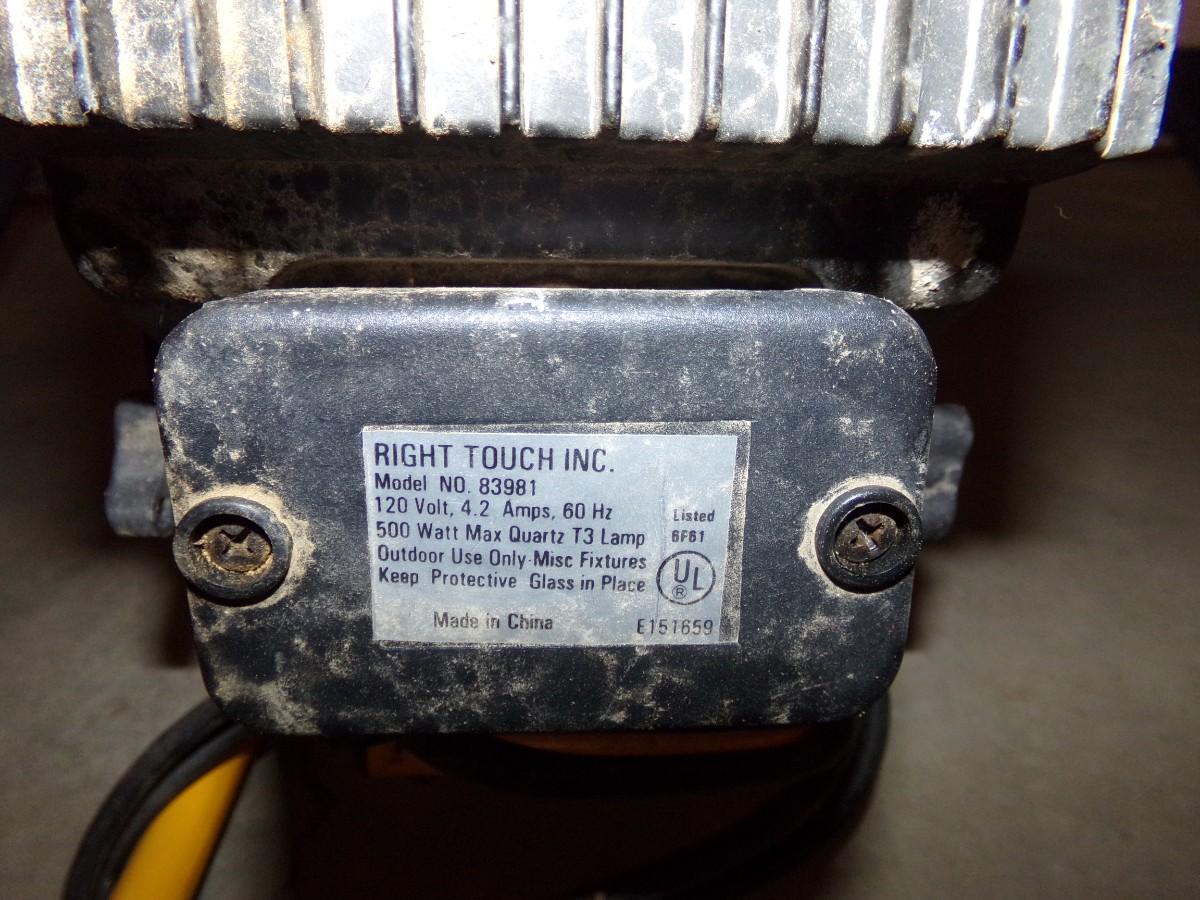 RIGHT TOUCH INC.
Model NO. 83981
120 Volt, 4.2 Amps, 60 Hz
500 Watt Max Quartz T3 Lamp
Outdoor Use Only-Misc Fixtures
Keep Protective Glass in Place
Made in China
Listed
6F61
UL
®
E151659